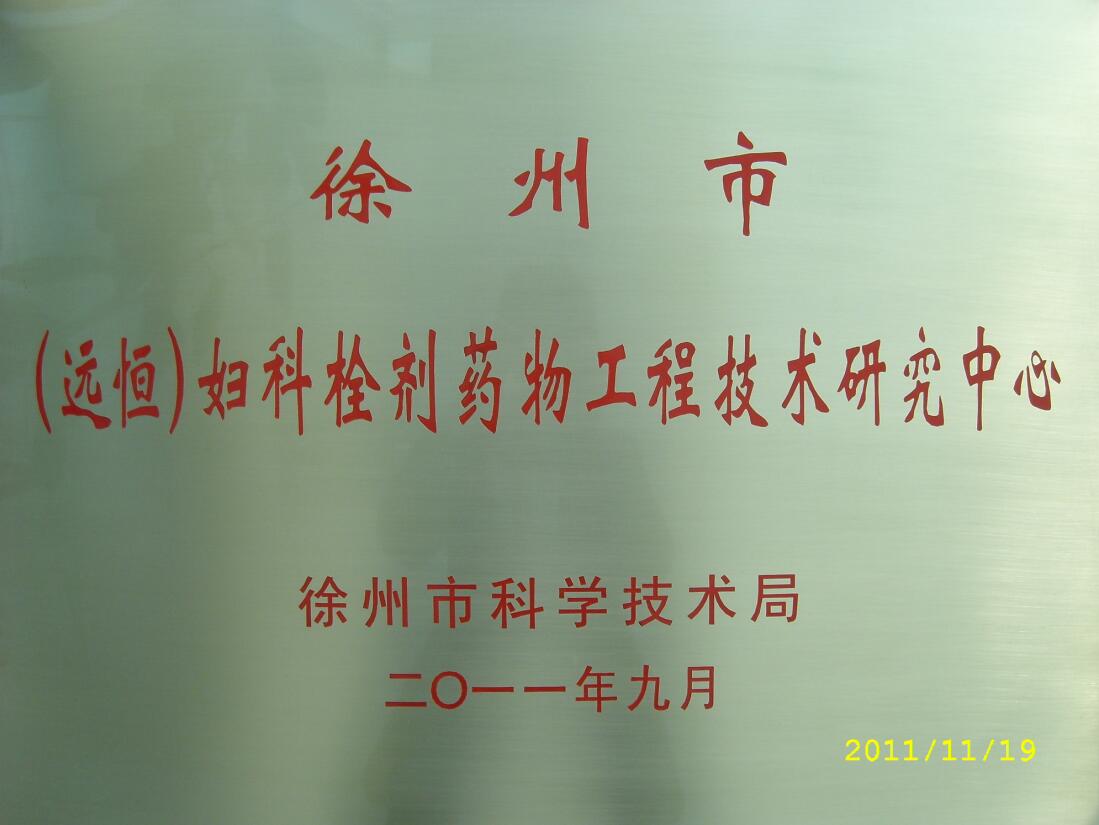 徐州市
(远恒)妇科栓剂药物工程技术研究中心
徐州市科学技术局
二〇一一年九月
2011/11/19